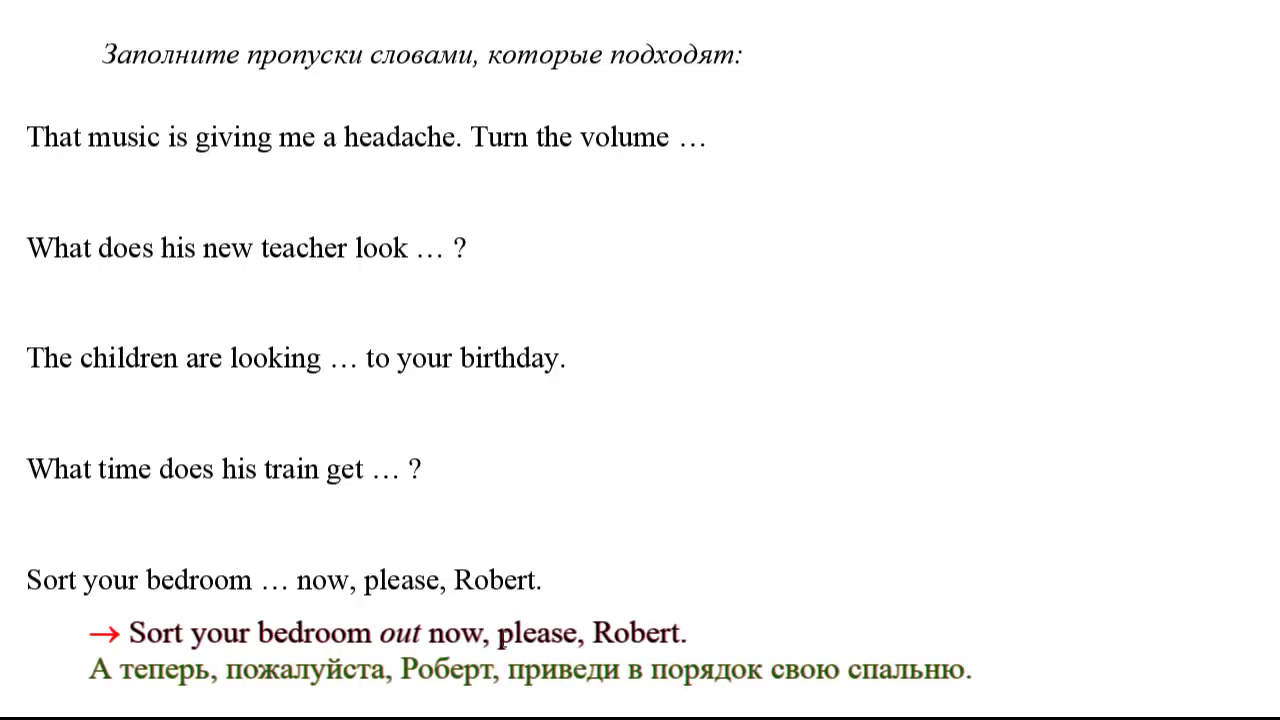 Заполните пропуски словами, которые подходят:
That music is giving me a headache. Turn the volume …
What does his new teacher look … ?
The children are looking … to your birthday.
What time does his train get … ?
Sort your bedroom … now, please, Robert.
→ Sort your bedroom out now, please, Robert.
А теперь, пожалуйста, Роберт, приведи в порядок свою спальню.